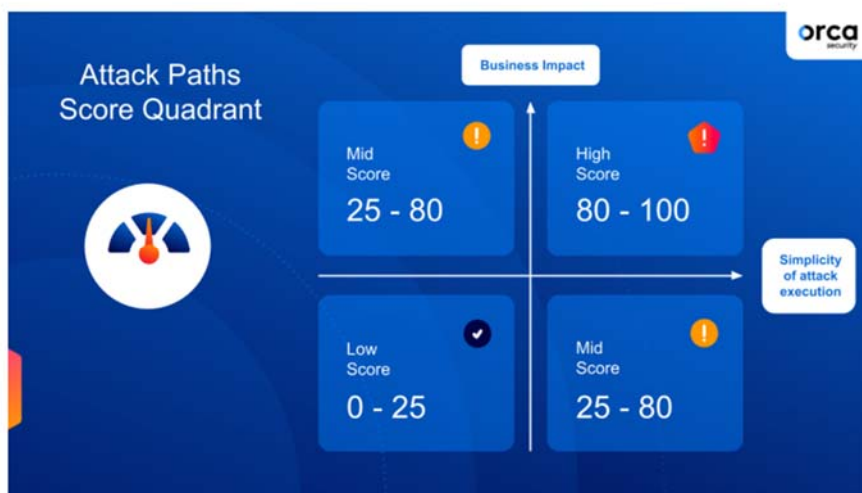 orca
security
Attack Paths
Score Quadrant
Business Impact
Mid
Score
25 - 80
High
Score
80 - 100
Simplicity
of attack
execution
Low
Score
0 - 25
Mid
Score
25 - 80